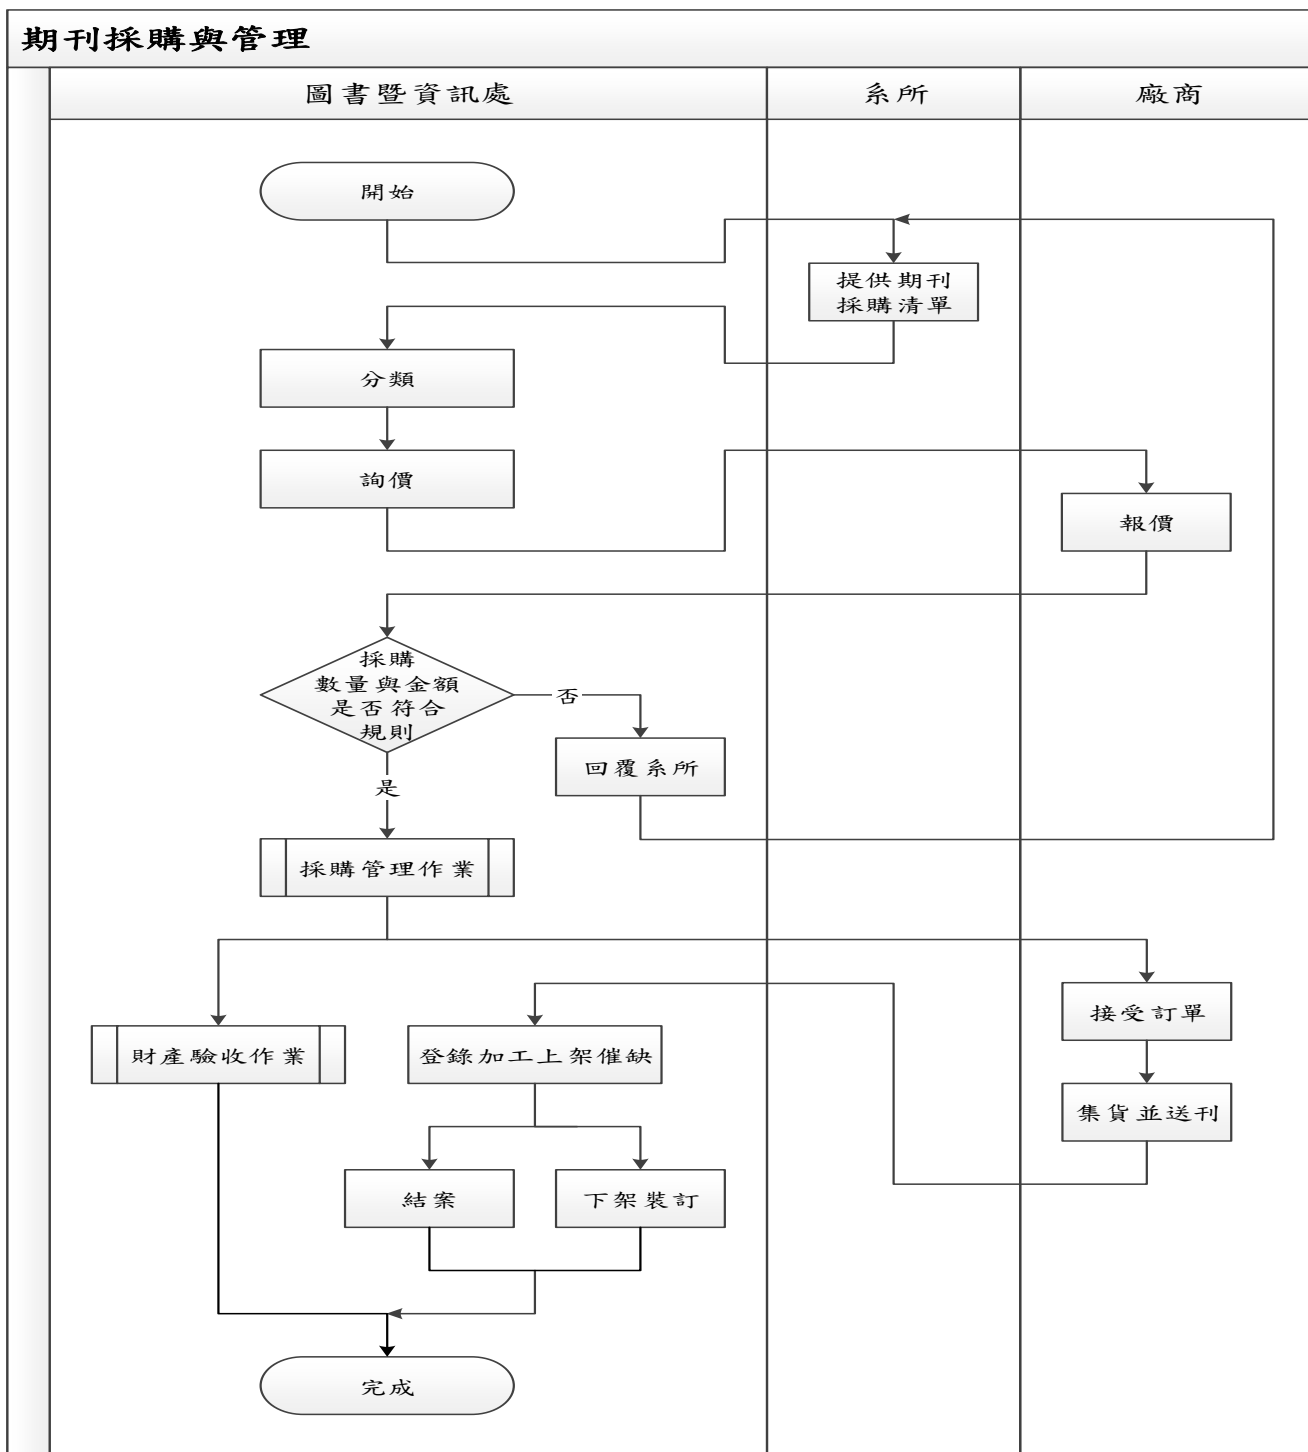 期刊採購與管理
圖書暨資訊處
系所
廠商
開始
提供期刊
採購清單
分類
詢價
報價
採購
數量與金額
是否符合
規則
否
回覆系所
是
採購管理作業
接受訂單
財產驗收作業
登錄加工上架催缺
集貨並送刊
結案
下架裝訂
完成